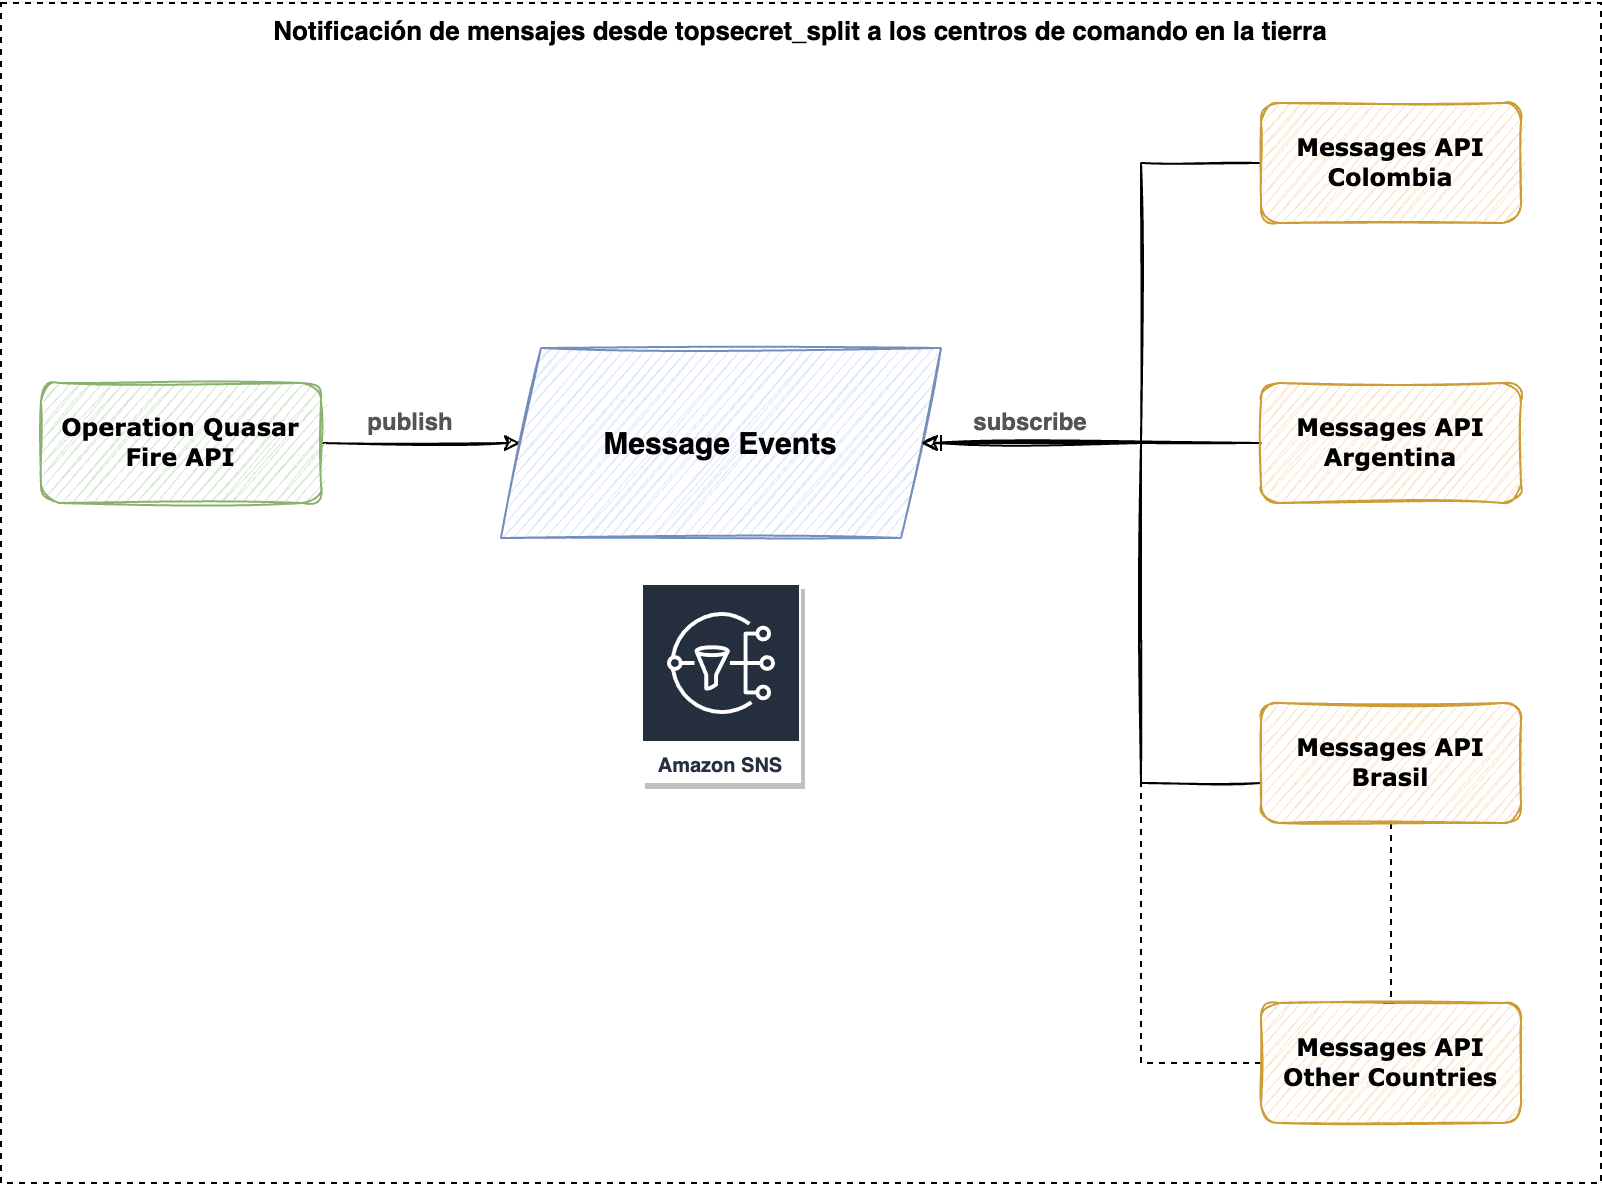 Notificación de mensajes desde topsecret_split a los centros de comando en la tierra
Messages API
Colombia
Operation Quasar
Fire API
publish
Message Events
subscribe
Messages API
Argentina
Amazon SNS
Messages API
Brasil
Messages API
Other Countries